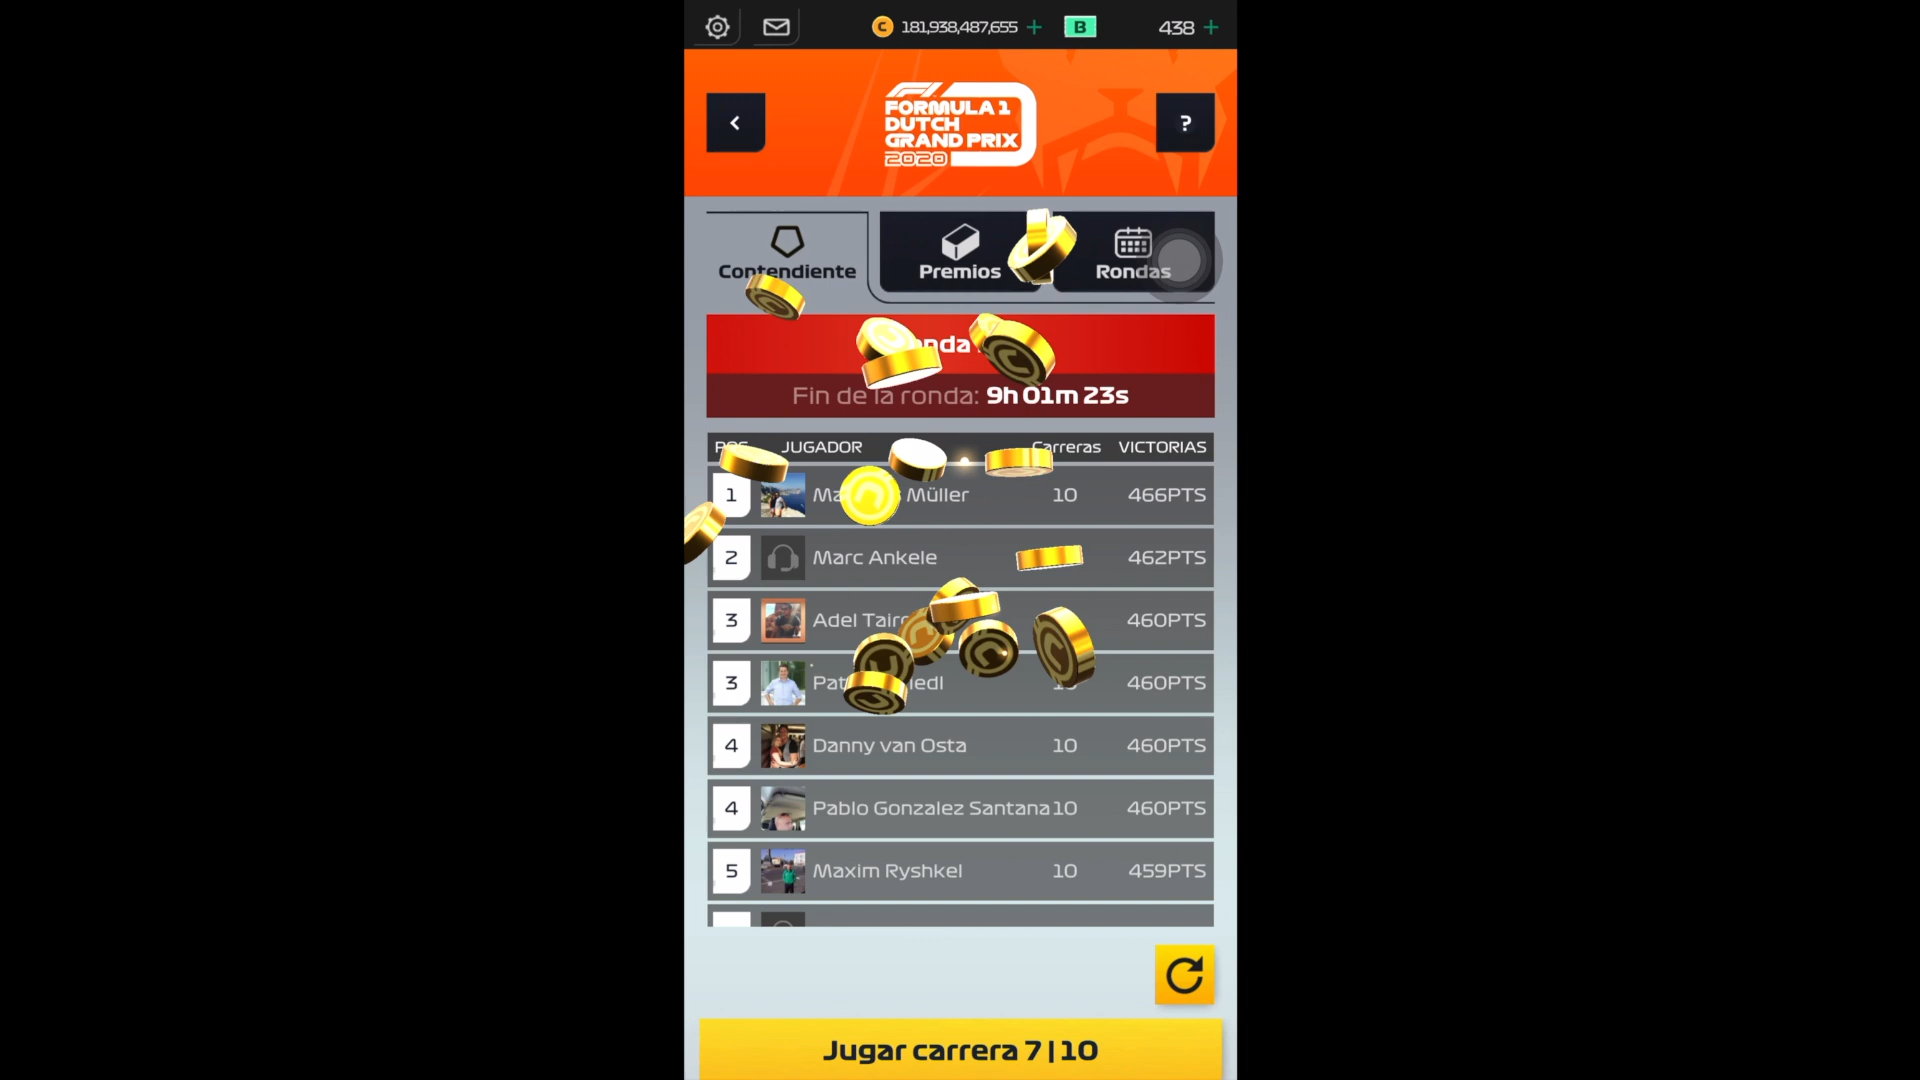 181,938,487,655
B
438
FORMULA 1
DUTCH
GRAND PRIX
2020
?
Contendiente
Premios
Rondas
Fin de la ronda: 9h 01m 23s
JUGADOR Carreras VICTORIAS
1 Müller 10 466PTS
2 Marc Ankele 462PTS
3 Adel 460PTS
3 460PTS
4 Danny van Osta 10 460PTS
4 Pablo Gonzalez Santana 10 460PTS
5 Maxim Ryshkel 10 459PTS
Jugar carrera 7|10